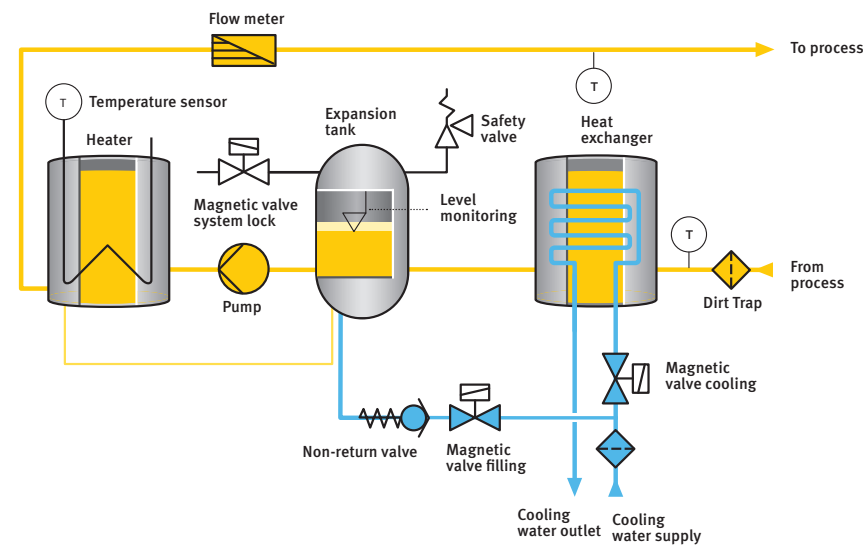 Flow meter
To process
T
T
Temperature sensor
Heater
Expansion
tank
Safety
valve
Heat
exchanger
Magnetic valve
system lock
Level
monitoring
T
Pump
From
process
Dirt Trap
Magnetic
valve cooling
Non-return valve
Magnetic
valve filling
Cooling
water outlet
Cooling
water supply